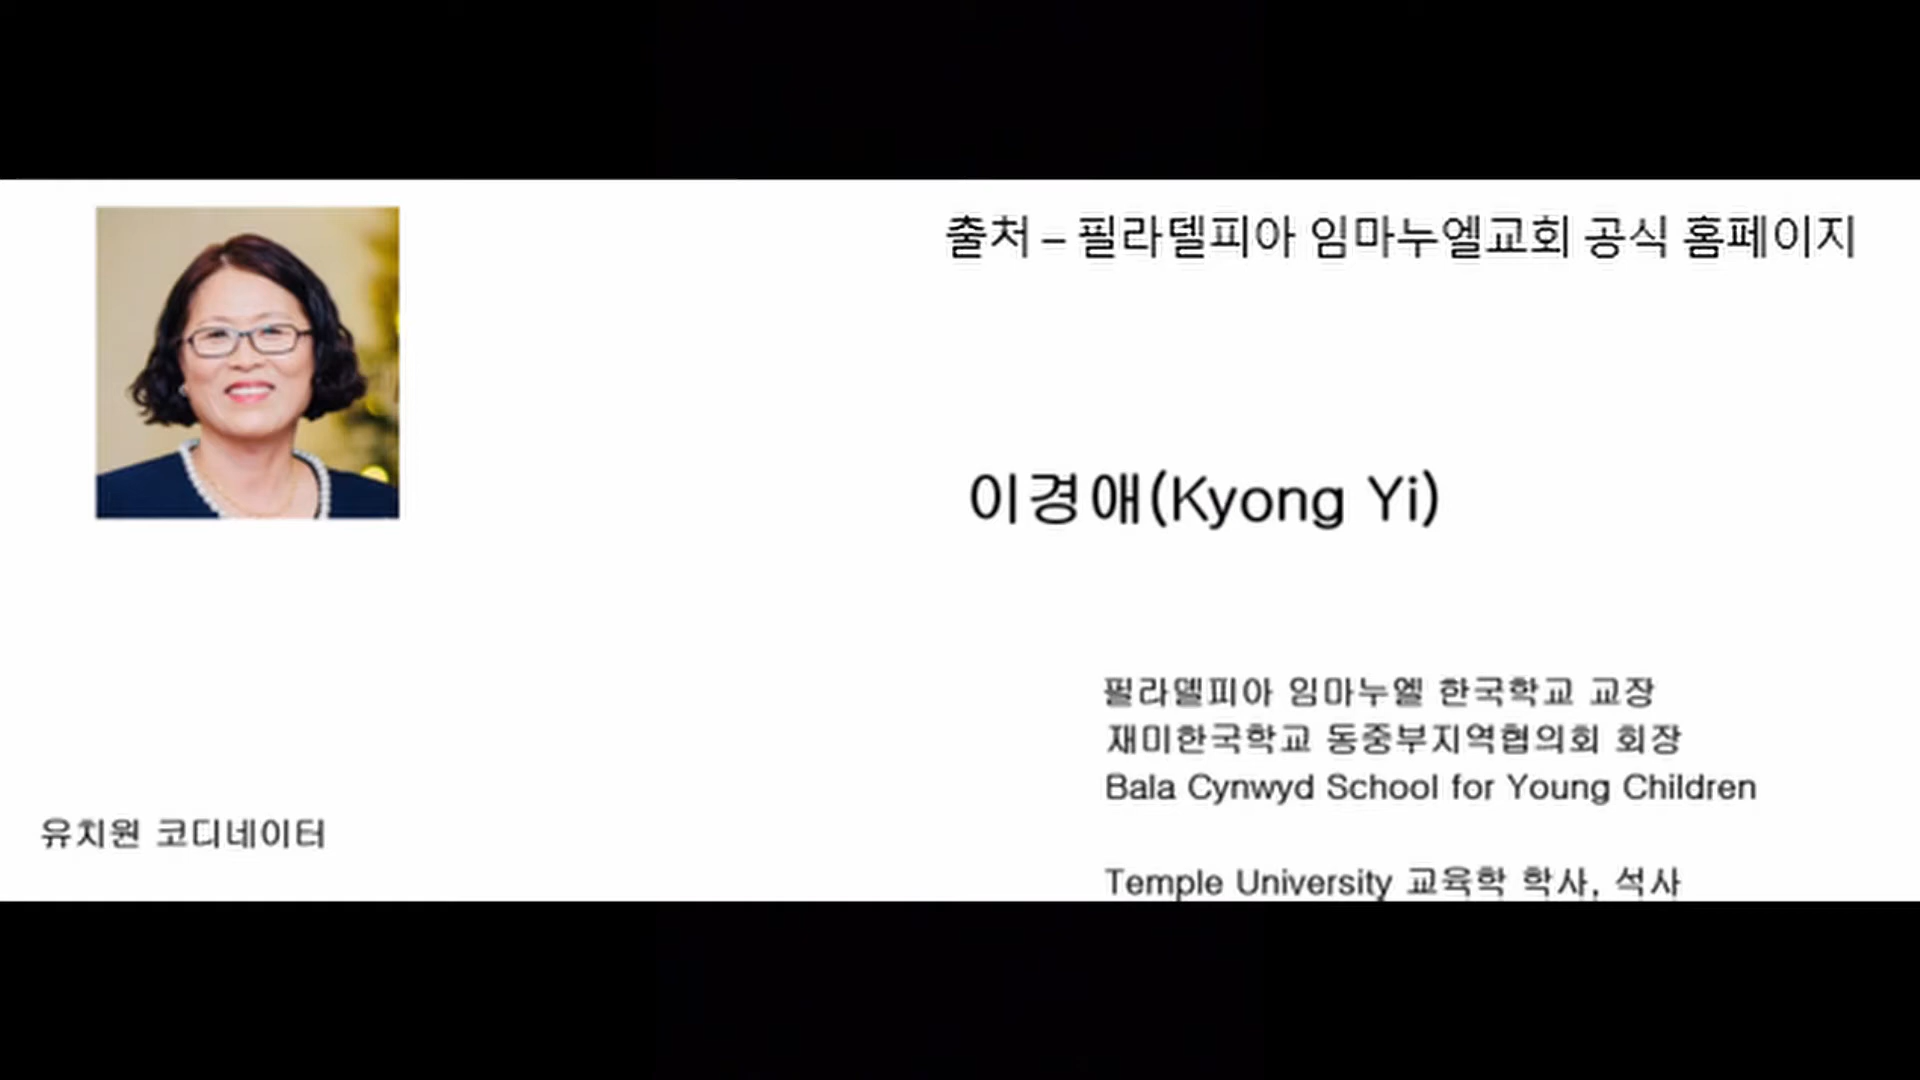 출처 – 필라델피아 임마누엘교회 공식 홈페이지
이경애(Kyong Yi)
필라델피아 임마누엘 한국학교 교장
재미한국학교 동중부지역협의회 회장
Bala Cynwyd School for Young Children
유치원 코디네이터
Temple University 교육학 학사, 석사